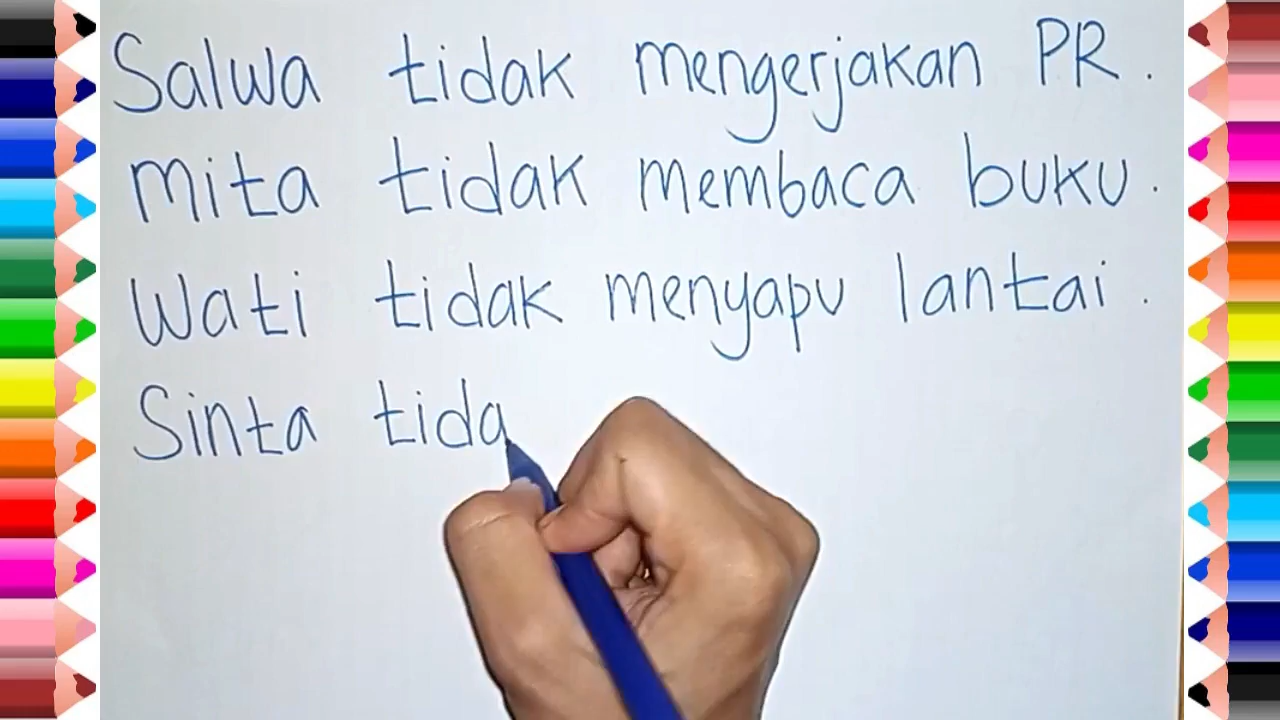 Salwa tidak mengerjakan PR.
Mita tidak membaca buku.
Wati tidak menyapu lantai.
Sinta tida